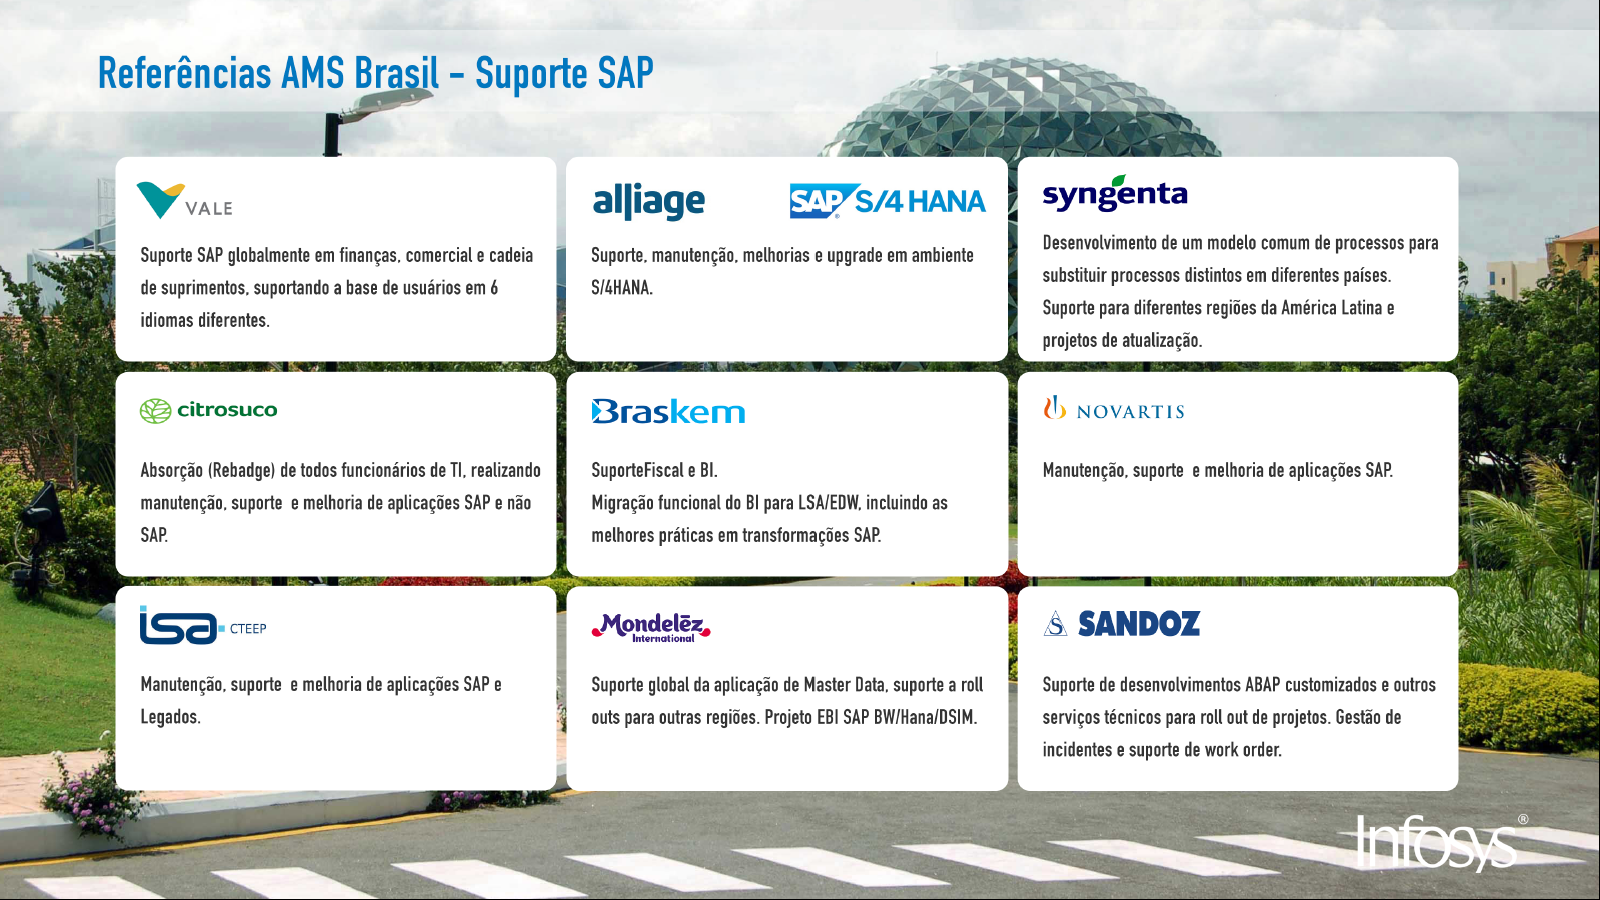 Referências AMS Brasil - Suporte SAP
VALE
Suporte SAP globalmente em finanças, comercial e cadeia
de suprimentos, suportando a base de usuários em 6
idiomas diferentes.
alliage
SAP S/4 HANA
Suporte, manutenção, melhorias e upgrade em ambiente
S/4HANA.
syngenta
Desenvolvimento de um modelo comum de processos para
substituir processos distintos em diferentes países.
Suporte para diferentes regiões da América Latina e
projetos de atualização.
citrosuco
Absorção (Rebadge) de todos funcionários de TI, realizando
manutenção, suporte  e melhoria de aplicações SAP e não
SAP.
Braskem
SuporteFiscal e BI.
Migração funcional do BI para LSA/EDW, incluindo as
melhores práticas em transformações SAP.
NOVARTIS
Manutenção, suporte  e melhoria de aplicações SAP.
isa CTEEP
Manutenção, suporte  e melhoria de aplicações SAP e
Legados.
Mondelēz
International
Suporte global da aplicação de Master Data, suporte a roll
outs para outras regiões. Projeto EBI SAP BW/Hana/DSIM.
S SANDOZ
Suporte de desenvolvimentos ABAP customizados e outros
serviços técnicos para roll out de projetos. Gestão de
incidentes e suporte de work order.
Infosys®